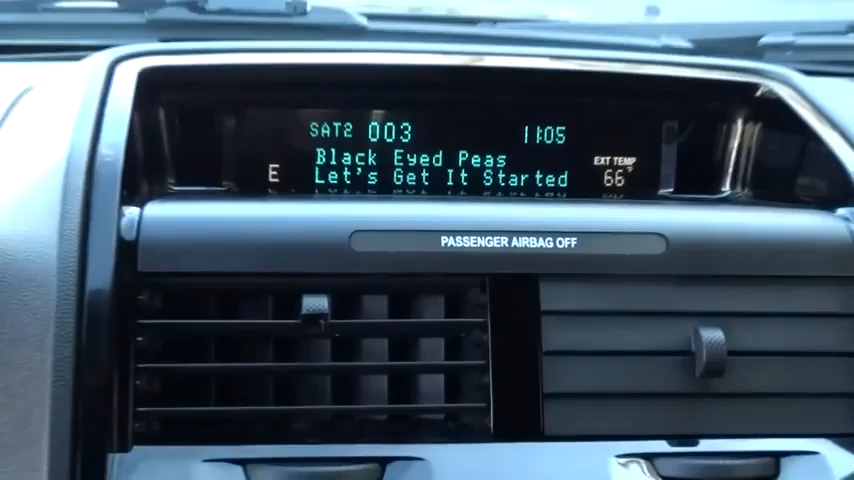 SAT2 003 11:05
Black Eyed Peas
Let's Get It Started
E
EXT TEMP
66°F
PASSENGER AIRBAG OFF